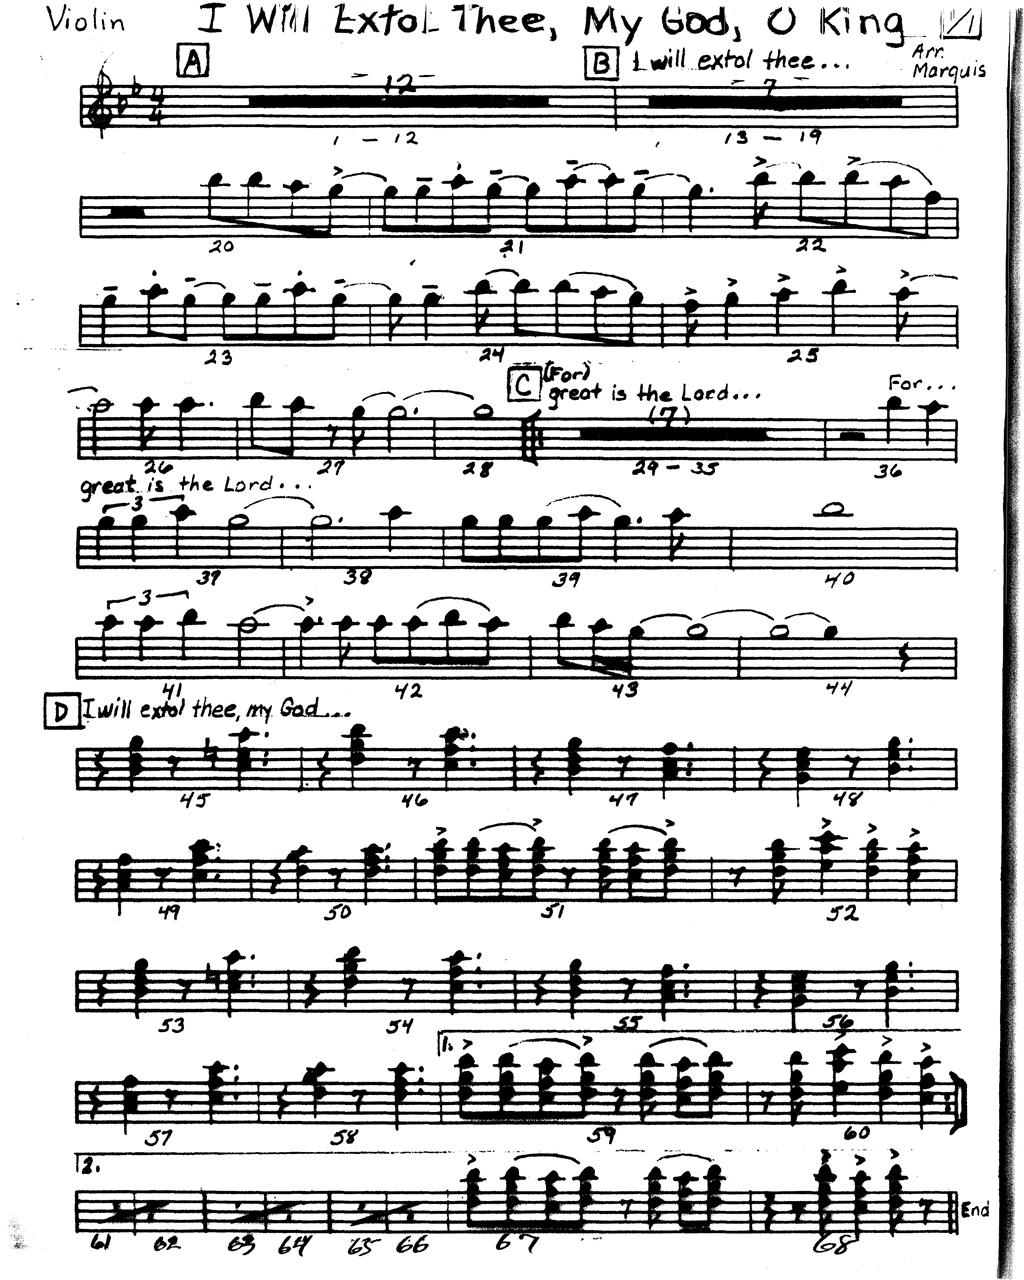 Violin I Will Extol Thee, My God, O King 1/1
A B I will extol thee... Arr. Marquis
12 7
4/4
1 – 12 13 – 19
20 21 22
23 24 25
C (For) great is the Lord... For...
(7)
26 27 28 29 – 35 36
great is the Lord...
3
37 38 39 40
3
41 42 43 44
D I will extol thee, my God...
45 46 47 48
49 50 51 52
53 54 55 56
1.
57 58 59 60
2.
End
61 62 63 64 65 66 67 68